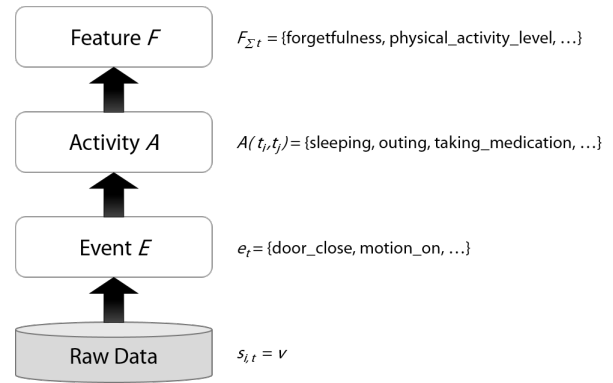 Feature F
F_Σt = {forgetfulness, physical_activity_level, …}
Activity A
A( t_i,t_j) = {sleeping, outing, taking_medication, …}
Event E
e_t = {door_close, motion_on, …}
Raw Data
s_i,t = v